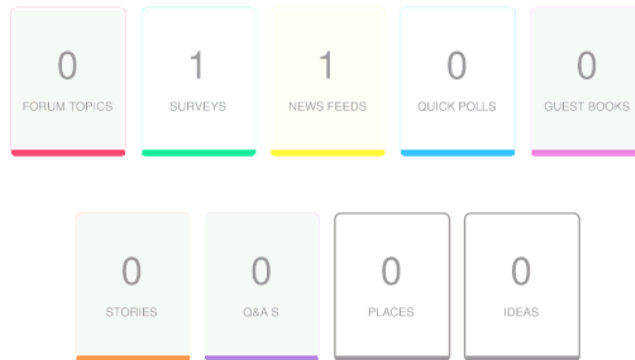 0 1 1 0 0
FORUM TOPICS SURVEYS NEWS FEEDS QUICK POLLS GUEST BOOKS
0 0 0 0
STORIES Q&A S PLACES IDEAS